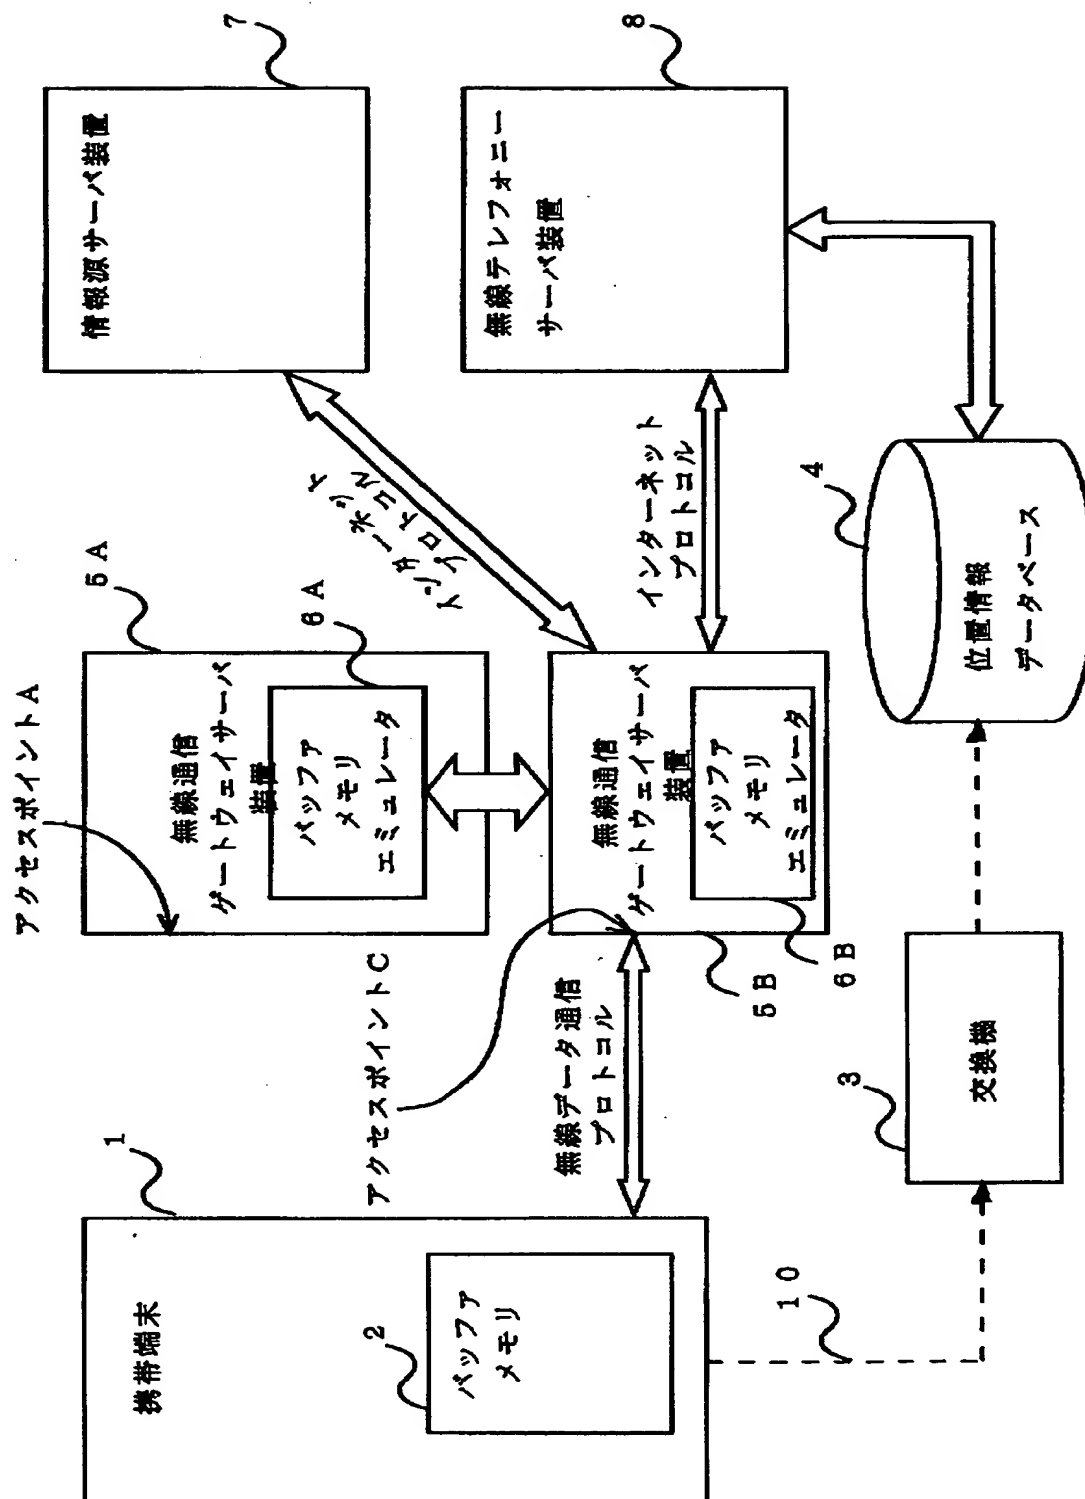 携帯端末
1
バッファ
メモリ
2
アクセスポイントA
5A
無線通信
ゲートウェイサーバ
装置
バッファ
メモリ
エミュレータ
6A
アクセスポイントC
無線データ通信
プロトコル
無線通信
ゲートウェイサーバ
装置
バッファ
メモリ
エミュレータ
5B
6B
インターネット
プロトコル
情報源サーバ装置
7
インターネット
プロトコル
無線テレフォニー
サーバ装置
8
位置情報
データベース
4
交換機
3
10